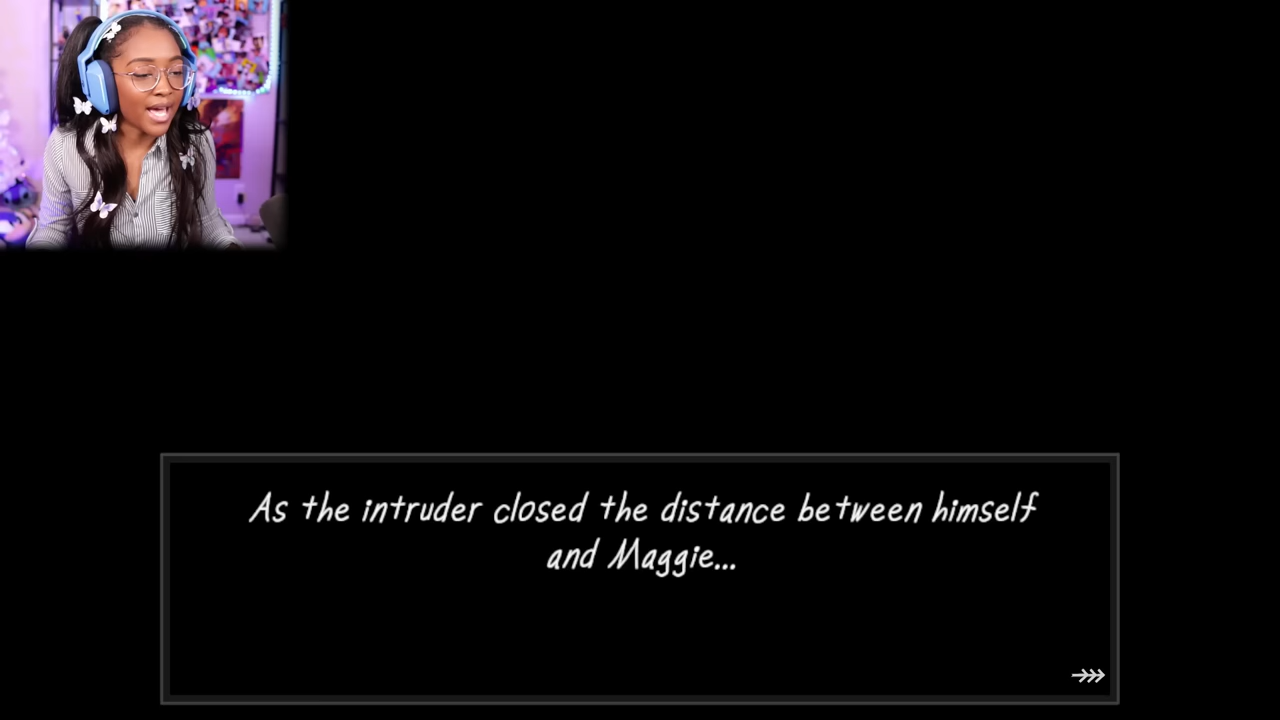 As the intruder closed the distance between himself
and Maggie...